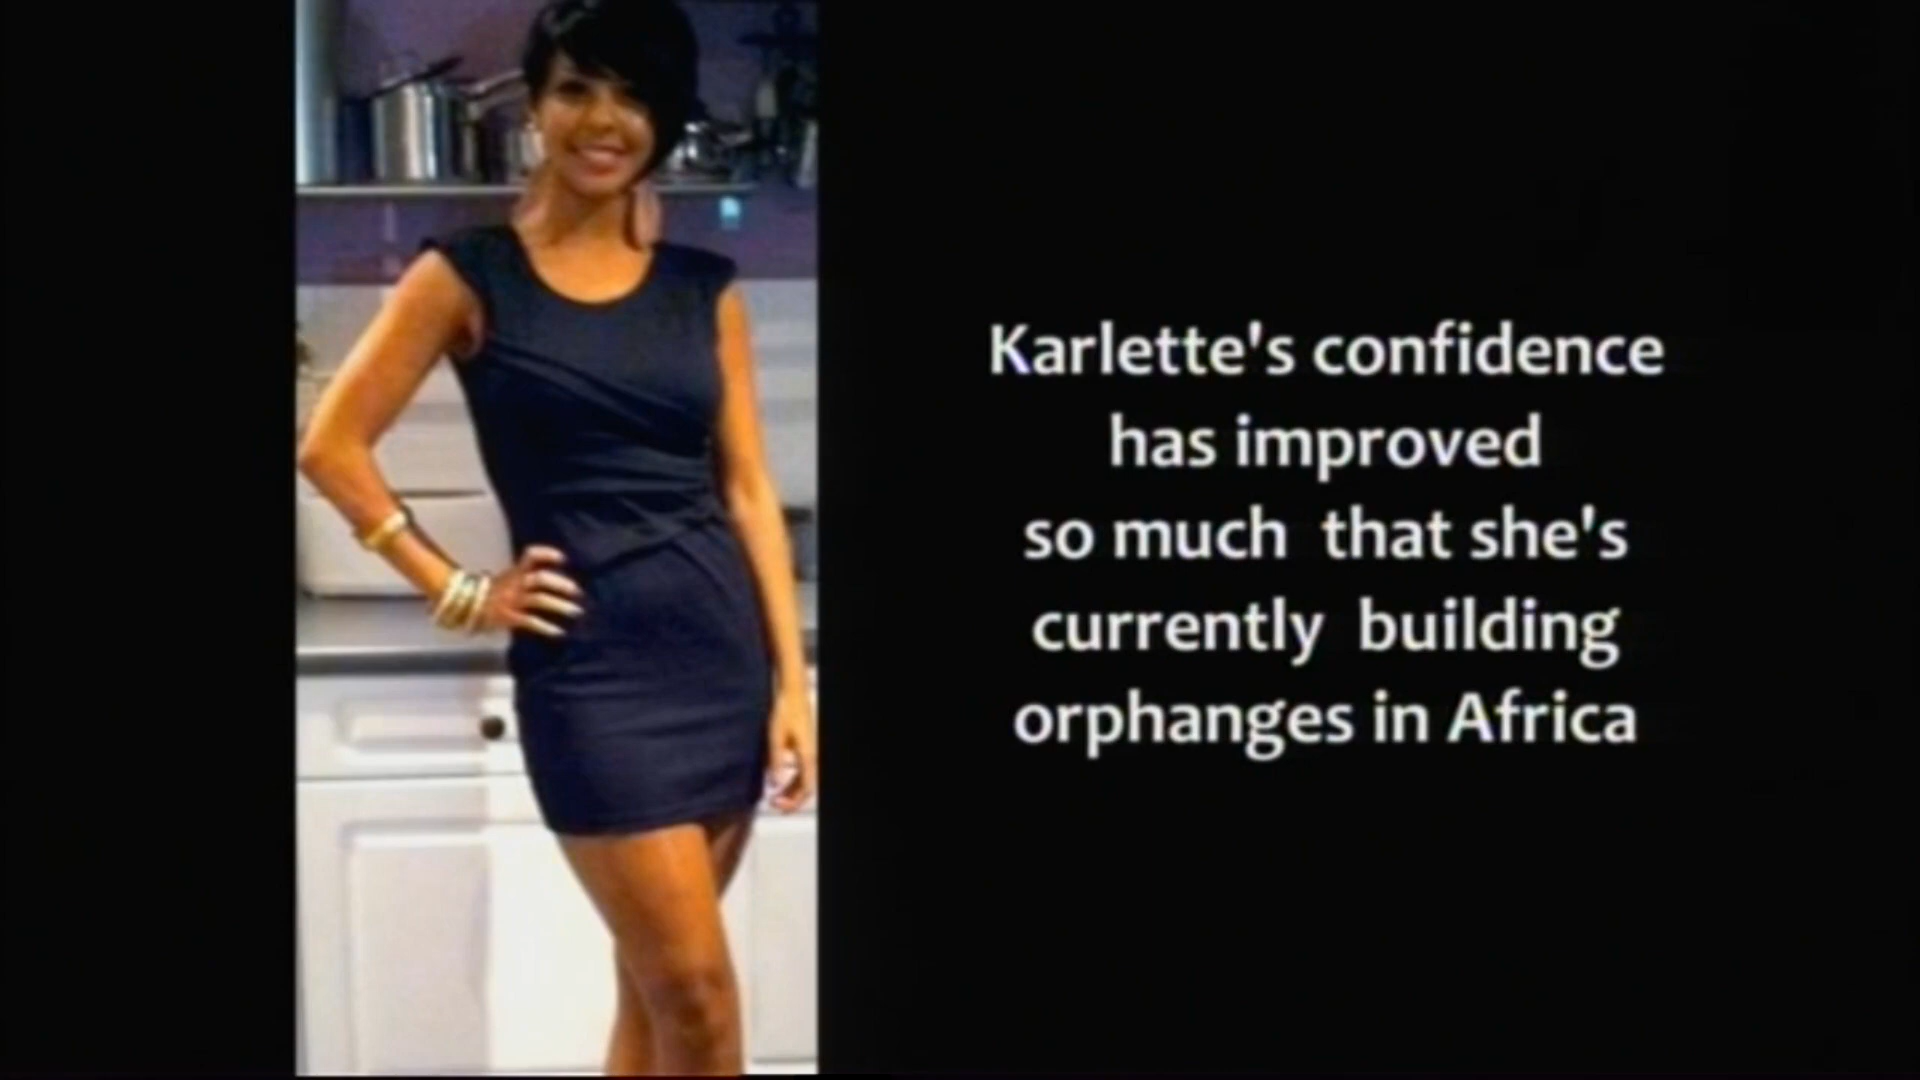 Karlette's confidence
has improved
so much that she's
currently building
orphanges in Africa